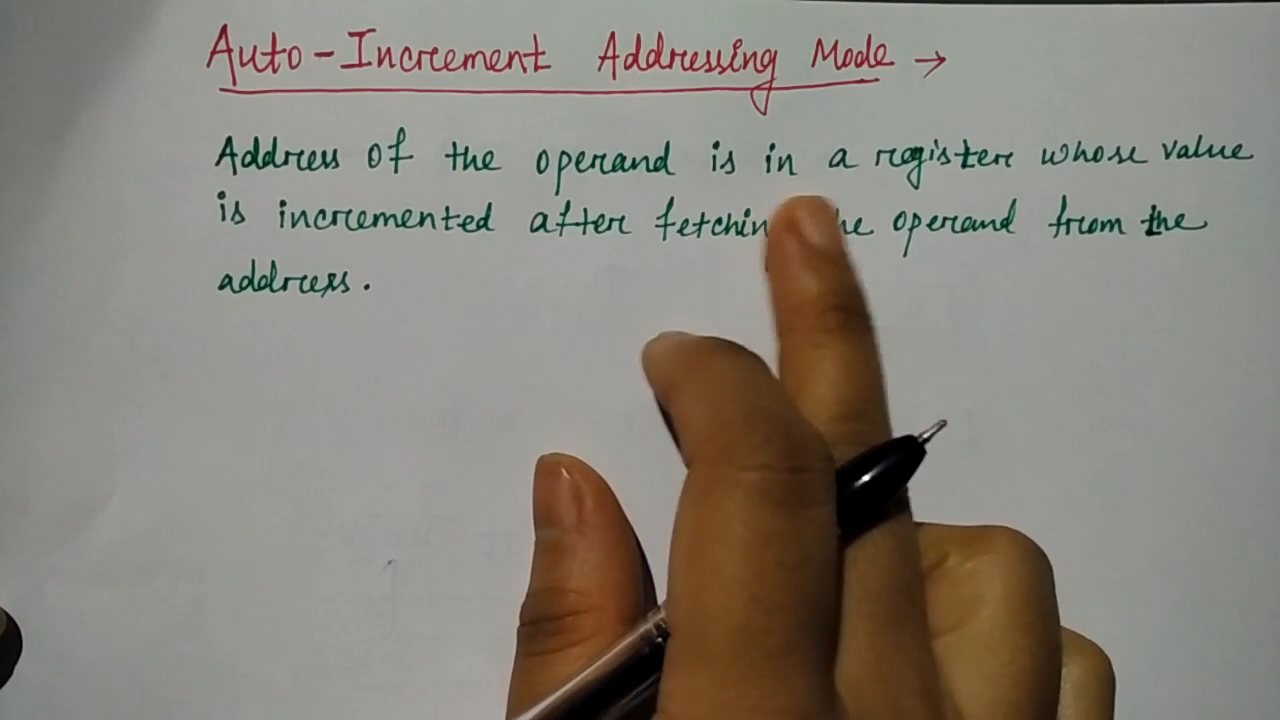 Auto-Increment Addressing Mode →
Address of the operand is in a register whose value
is incremented after operand from the
address.